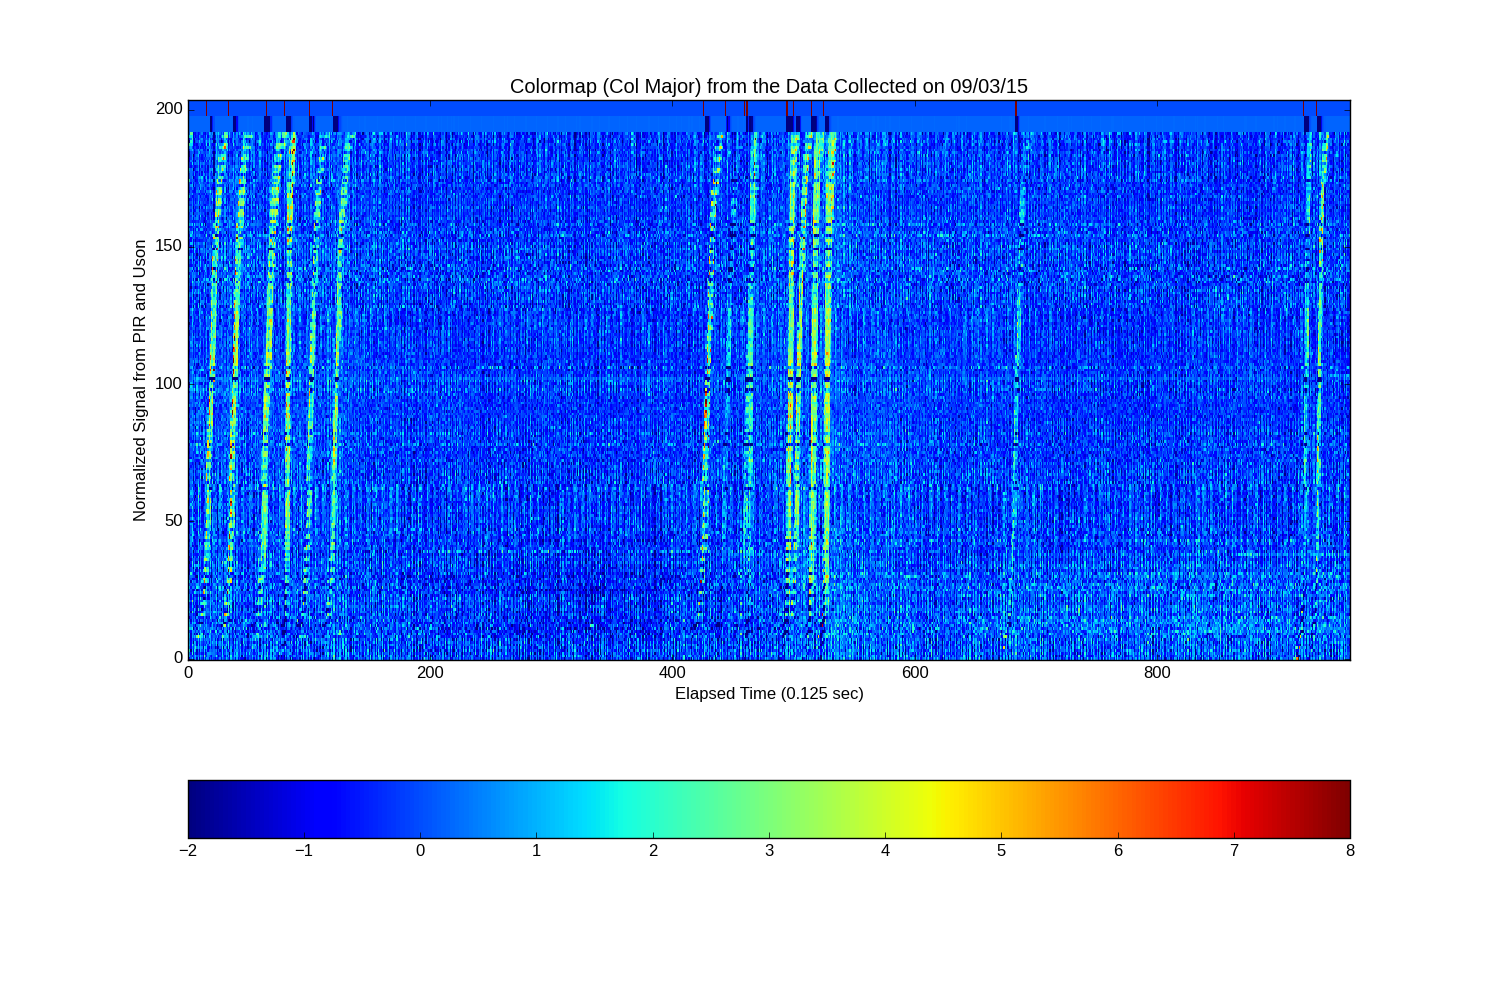 Colormap (Col Major) from the Data Collected on 09/03/15
Normalized Signal from PIR and Uson
200
150
100
50
0
0 200 400 600 800
Elapsed Time (0.125 sec)
−2 −1 0 1 2 3 4 5 6 7 8